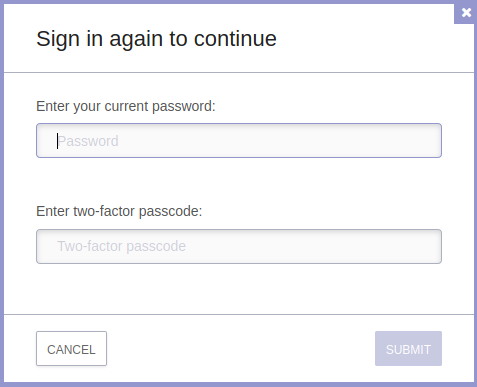 Sign in again to continue
Enter your current password:
Password
Enter two-factor passcode:
Two-factor passcode
CANCEL
SUBMIT